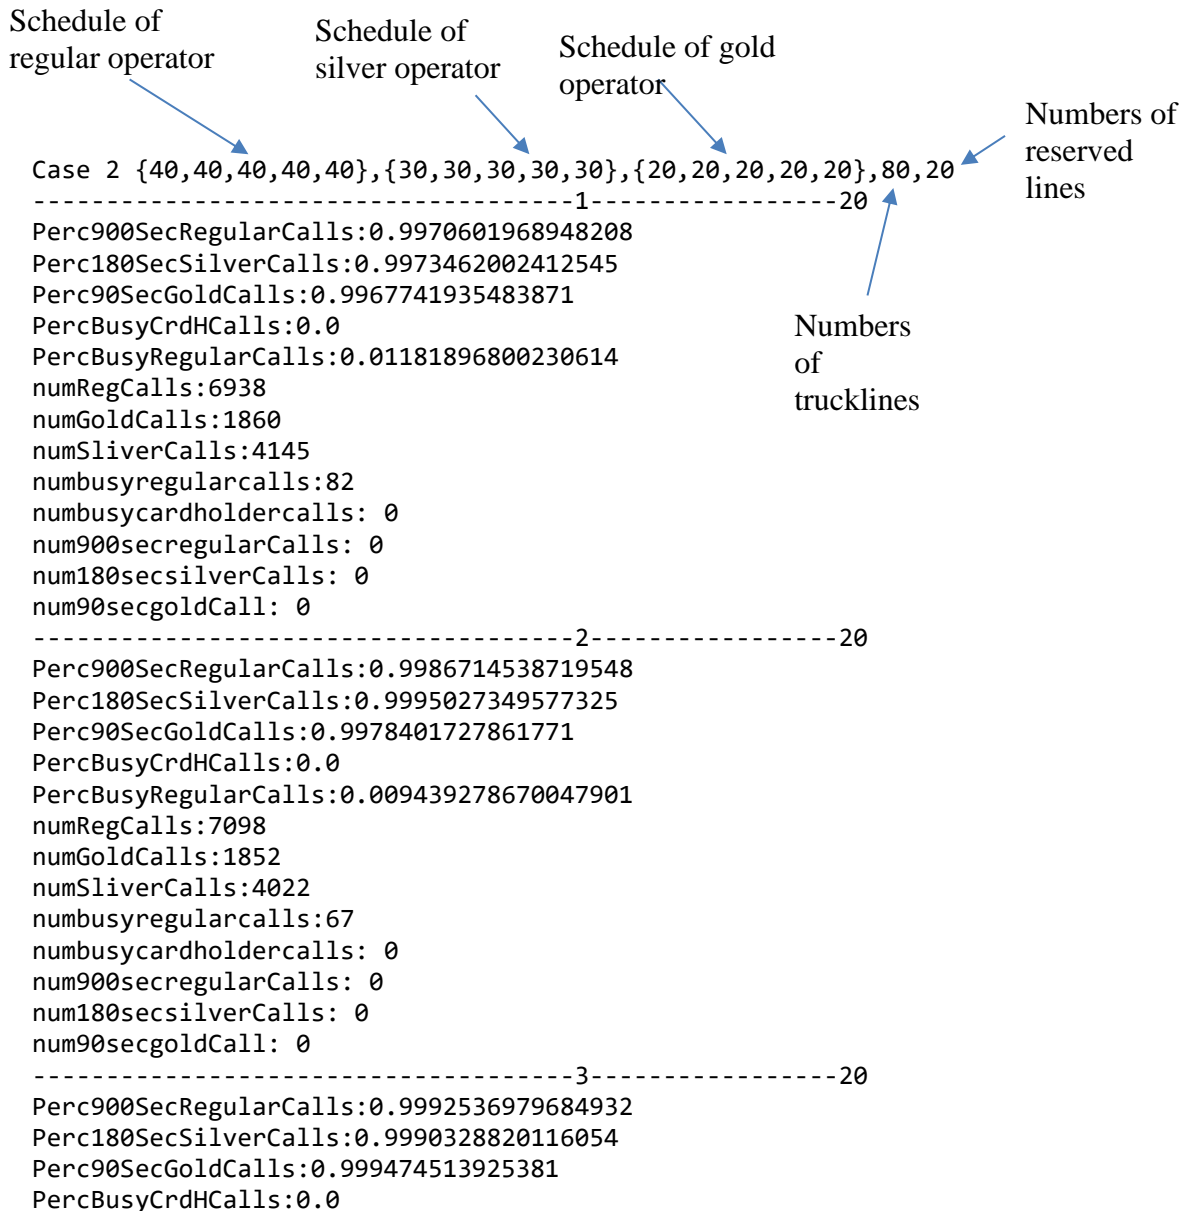 Schedule of
regular operator
Schedule of
silver operator
Schedule of gold
operator
Numbers of
reserved
lines
Case 2 {40,40,40,40,40},{30,30,30,30,30},{20,20,20,20,20},80,20
-------------------------------------1-----------------20
Perc900SecRegularCalls:0.9970601968948208
Perc180SecSilverCalls:0.9973462002412545
Perc90SecGoldCalls:0.9967741935483871
PercBusyCrdHCalls:0.0
PercBusyRegularCalls:0.01181896800230614
numRegCalls:6938
numGoldCalls:1860
numSliverCalls:4145
numbusyregularcalls:82
numbusycardholdercalls: 0
num900secregularCalls: 0
num180secsilverCalls: 0
num90secgoldCall: 0
Numbers
of
trucklines
-------------------------------------2-----------------20
Perc900SecRegularCalls:0.9986714538719548
Perc180SecSilverCalls:0.9995027349577325
Perc90SecGoldCalls:0.9978401727861771
PercBusyCrdHCalls:0.0
PercBusyRegularCalls:0.009439278670047901
numRegCalls:7098
numGoldCalls:1852
numSliverCalls:4022
numbusyregularcalls:67
numbusycardholdercalls: 0
num900secregularCalls: 0
num180secsilverCalls: 0
num90secgoldCall: 0
-------------------------------------3-----------------20
Perc900SecRegularCalls:0.9992536979684932
Perc180SecSilverCalls:0.9990328820116054
Perc90SecGoldCalls:0.999474513925381
PercBusyCrdHCalls:0.0